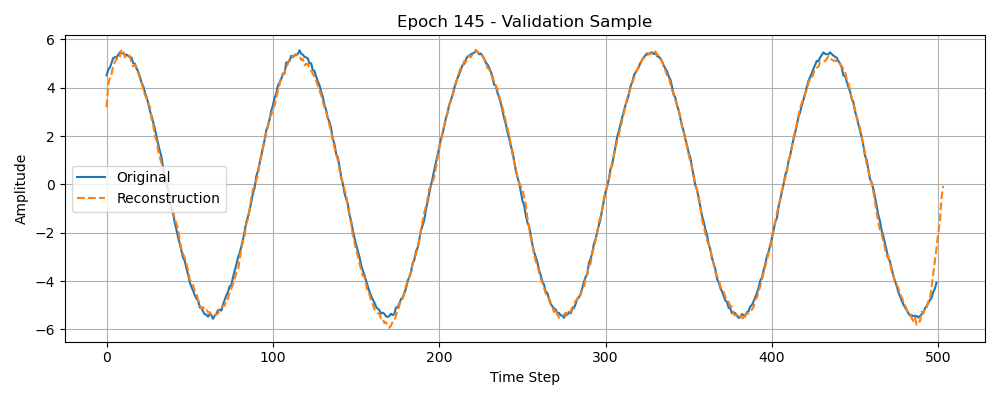 Epoch 145 - Validation Sample
Amplitude
6
4
2
0
−2
−4
−6
Original
Reconstruction
0 100 200 300 400 500
Time Step